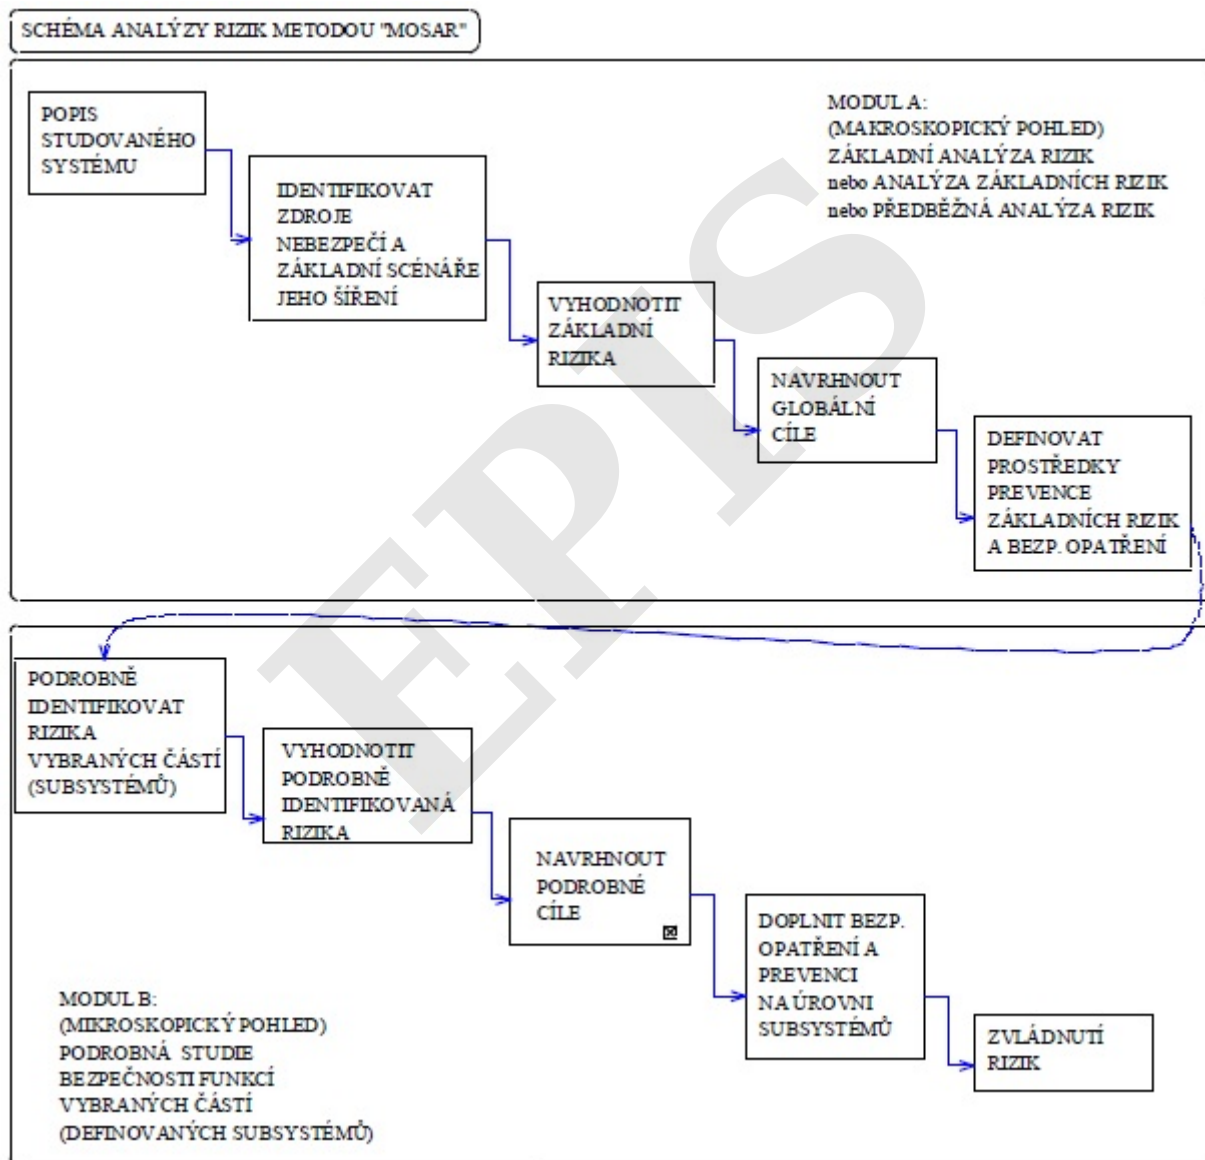 SCHÉMA ANALÝZY RIZIK METODOU "MOSAR"
POPIS
STUDOVANÉHO
SYSTÉMU
IDENTIFIKOVAT
ZDROJE
NEBEZPEČÍ A
ZÁKLADNÍ SCÉNÁŘE
JEHO ŠÍŘENÍ
MODUL A:
(MAKROSKOPICKÝ POHLED)
ZÁKLADNÍ ANALÝZA RIZIK
nebo ANALÝZA ZÁKLADNÍCH RIZIK
nebo PŘEDBĚŽNÁ ANALÝZA RIZIK
VYHODNOTIT
ZÁKLADNÍ
RIZIKA
NAVRHNOUT
GLOBÁLNÍ
CÍLE
DEFINOVAT
PROSTŘEDKY
PREVENCE
ZÁKLADNÍCH RIZIK
A BEZP. OPATŘENÍ
EPIS
PODROBNĚ
IDENTIFIKOVAT
RIZIKA
VYBRANÝCH ČÁSTÍ
(SUBSYSTÉMŮ)
VYHODNOTIT
PODROBNĚ
IDENTIFIKOVANÁ
RIZIKA
NAVRHNOUT
PODROBNÉ
CÍLE
DOPLNIT BEZP.
OPATŘENÍ A
PREVENCI
NA ÚROVNI
SUBSYSTÉMŮ
ZVLÁDNUTÍ
RIZIK
MODUL B:
(MIKROSKOPICKÝ POHLED)
PODROBNÁ STUDIE
BEZPEČNOSTI FUNKCÍ
VYBRANÝCH ČÁSTÍ
(DEFINOVANÝCH SUBSYSTÉMŮ)